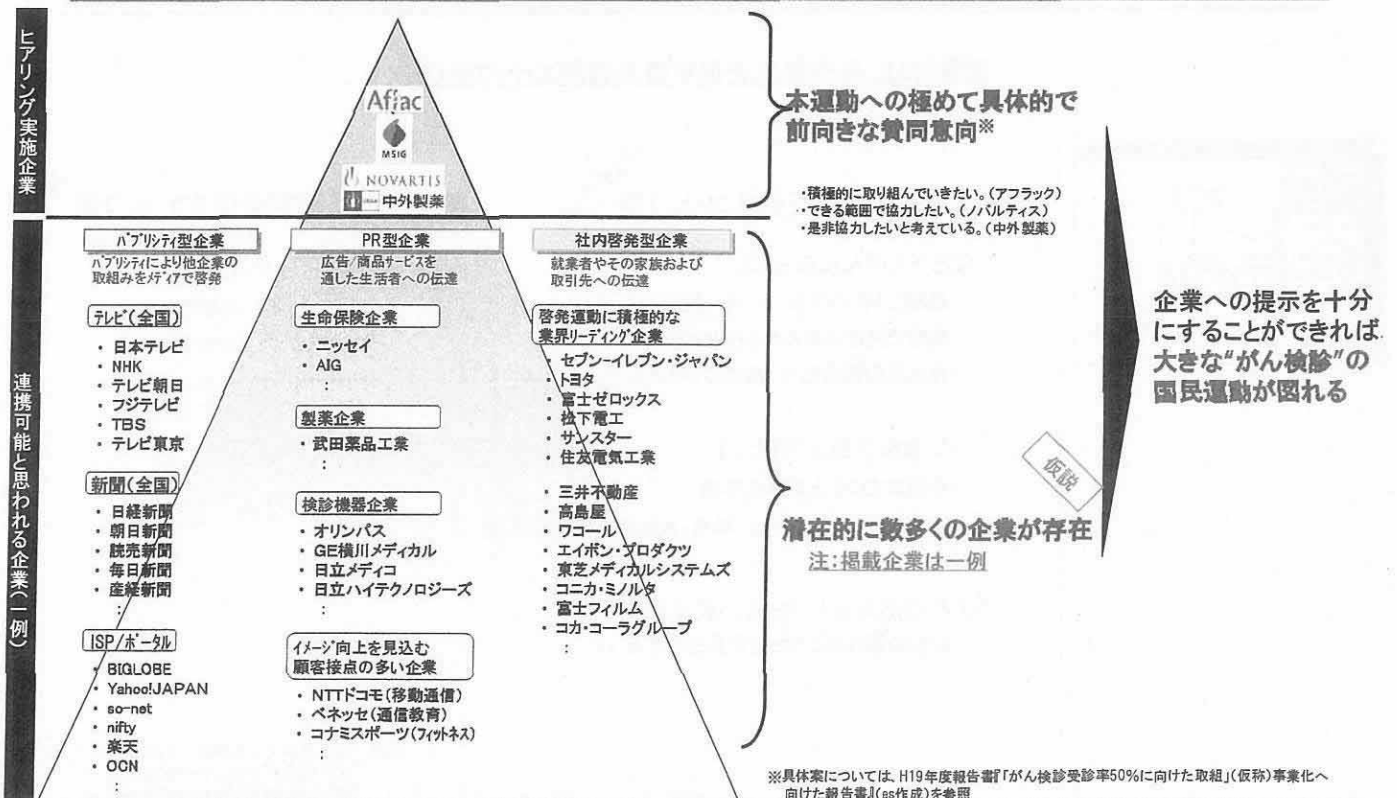 ヒアリング実施企業
Aflac
MSIG
NOVARTIS
中外製薬
本運動への極めて具体的で
前向きな賛同意向※
・積極的に取り組んでいきたい。(アフラック)
・できる範囲で協力したい。(ノバルティス)
・是非協力したいと考えている。(中外製薬)
連携可能と思われる企業(一例)
パブリシティ型企業
パブリシティにより他企業の
取組みをメディアで啓発
テレビ(全国)
・ 日本テレビ
・ NHK
・ テレビ朝日
・ フジテレビ
・ TBS
・ テレビ東京
新聞(全国)
・ 日経新聞
・ 朝日新聞
・ 読売新聞
・ 毎日新聞
・ 産経新聞
:
ISP/ポータル
・ BIGLOBE
・ Yahoo!JAPAN
・ so-net
・ nifty
・ 楽天
・ OCN
:
PR型企業
広告/商品サービスを
通した生活者への伝達
生命保険企業
・ ニッセイ
・ AIG
:
製薬企業
・ 武田薬品工業
:
検診機器企業
・ オリンパス
・ GE横川メディカル
・ 日立メディコ
・ 日立ハイテクノロジーズ
:
イメージ向上を見込む
顧客接点の多い企業
・ NTTドコモ(移動通信)
・ ベネッセ(通信教育)
・ コナミスポーツ(フィットネス)
:
社内啓発型企業
就業者やその家族および
取引先への伝達
啓発運動に積極的な
業界リーディング企業
・ セブン-イレブン・ジャパン
・ トヨタ
・ 富士ゼロックス
・ 松下電工
・ サンスター
・ 住友電気工業
・ 三井不動産
・ 高島屋
・ ワコール
・ エイボン・プロダクツ
・ 東芝メディカルシステムズ
・ コニカ・ミノルタ
・ 富士フィルム
・ コカ・コーラグループ
:
潜在的に数多くの企業が存在
注:掲載企業は一例
仮説
企業への提示を十分
にすることができれば
大きな“がん検診”の
国民運動が図れる
※具体案については、H19年度報告書『「がん検診受診率50%に向けた取組」(仮称)事業化へ
向けた報告書』(es作成)を参照